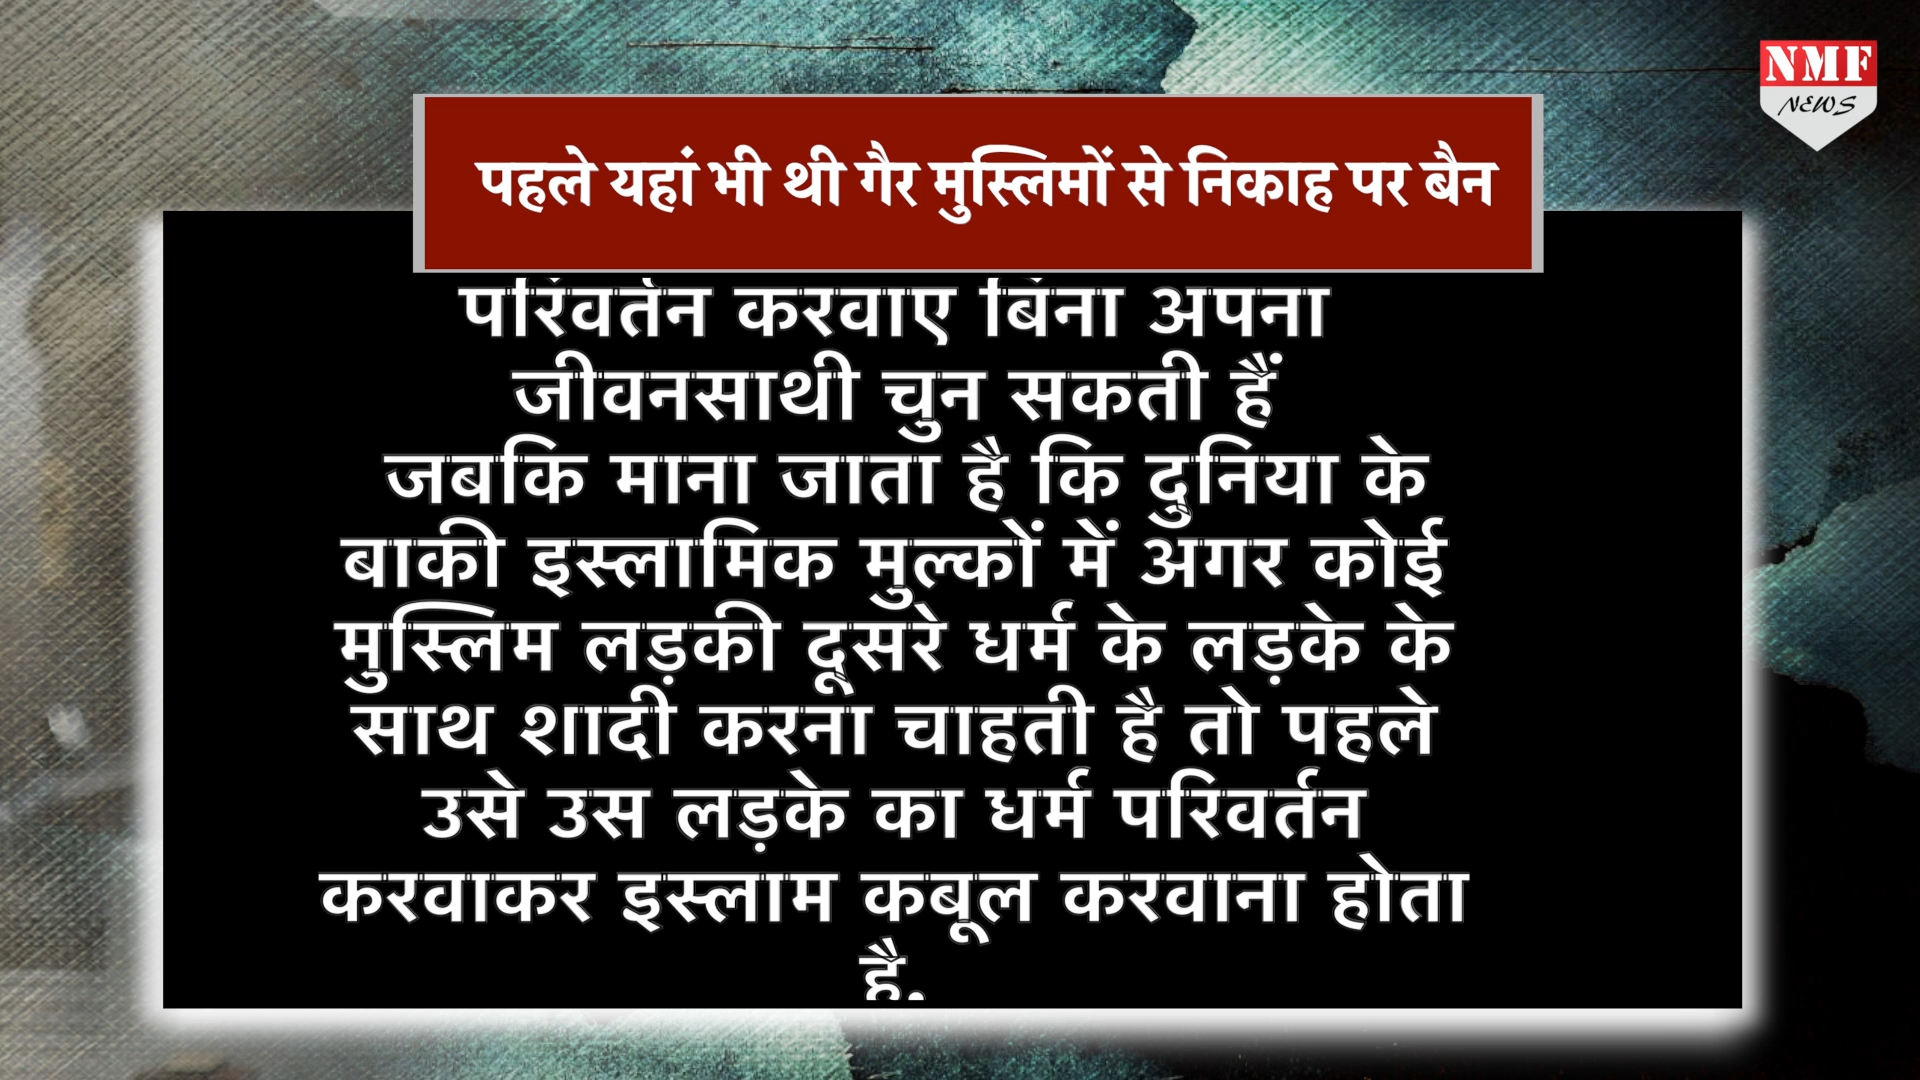 NMF
NEWS
पहले यहां भी थी गैर मुस्लिमों से निकाह पर बैन
परिवर्तन करवाए बिना अपना
जीवनसाथी चुन सकती हैं
जबकि माना जाता है कि दुनिया के
बाकी इस्लामिक मुल्कों में अगर कोई
मुस्लिम लड़की दूसरे धर्म के लड़के के
साथ शादी करना चाहती है तो पहले
उसे उस लड़के का धर्म परिवर्तन
करवाकर इस्लाम कबूल करवाना होता
है.